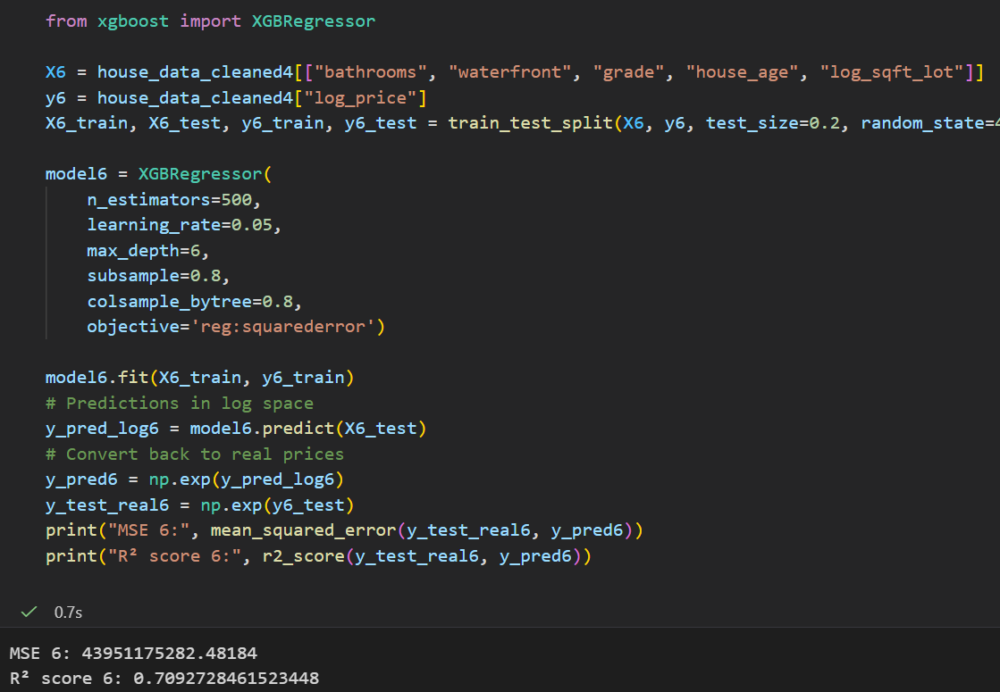 from xgboost import XGBRegressor
X6 = house_data_cleaned4[["bathrooms", "waterfront", "grade", "house_age", "log_sqft_lot"]]
y6 = house_data_cleaned4["log_price"]
X6_train, X6_test, y6_train, y6_test = train_test_split(X6, y6, test_size=0.2, random_state=
model6 = XGBRegressor(
    n_estimators=500,
    learning_rate=0.05,
    max_depth=6,
    subsample=0.8,
    colsample_bytree=0.8,
    objective='reg:squarederror')
model6.fit(X6_train, y6_train)
# Predictions in log space
y_pred_log6 = model6.predict(X6_test)
# Convert back to real prices
y_pred6 = np.exp(y_pred_log6)
y_test_real6 = np.exp(y6_test)
print("MSE 6:", mean_squared_error(y_test_real6, y_pred6))
print("R² score 6:", r2_score(y_test_real6, y_pred6))
0.7s
MSE 6: 43951175282.48184
R² score 6: 0.7092728461523448